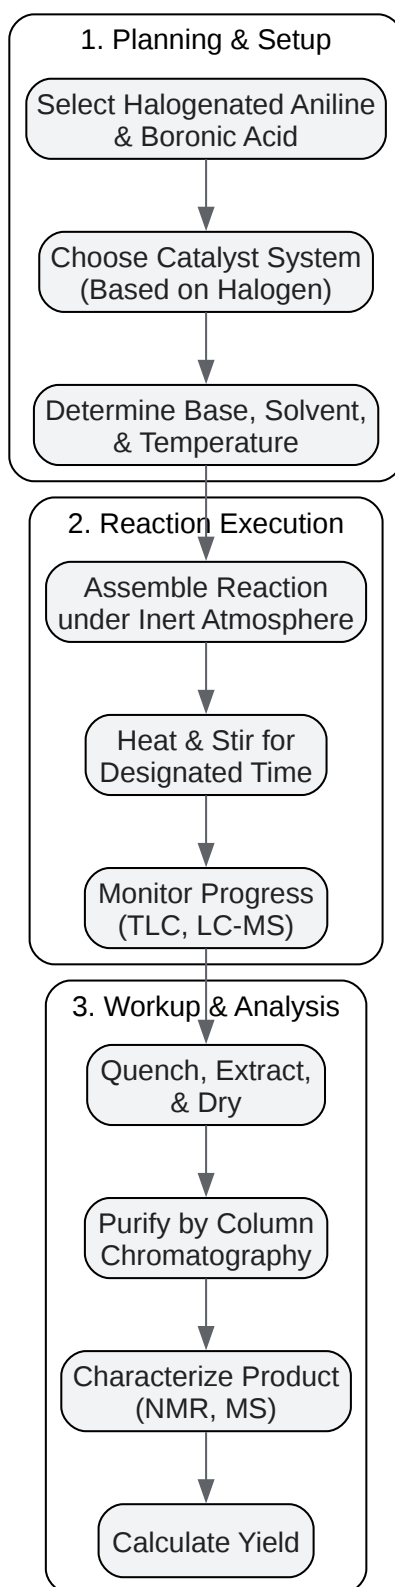 1. Planning & Setup
Select Halogenated Aniline
& Boronic Acid
Choose Catalyst System
(Based on Halogen)
Determine Base, Solvent,
& Temperature
2. Reaction Execution
Assemble Reaction
under Inert Atmosphere
Heat & Stir for
Designated Time
Monitor Progress
(TLC, LC-MS)
3. Workup & Analysis
Quench, Extract,
& Dry
Purify by Column
Chromatography
Characterize Product
(NMR, MS)
Calculate Yield